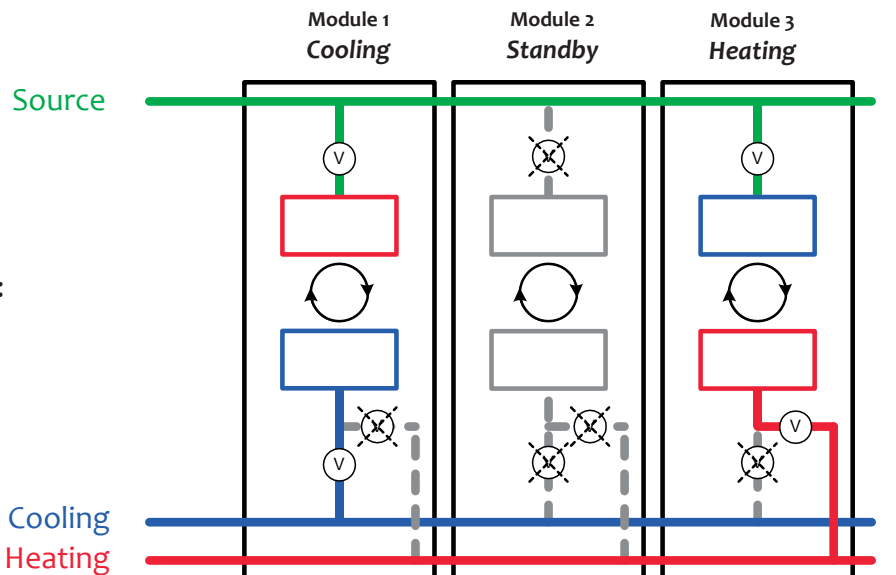 Module 1
Cooling
Module 2
Standby
Module 3
Heating
Source
V
V
V
:
V
V
V
V
V
V
Cooling
Heating